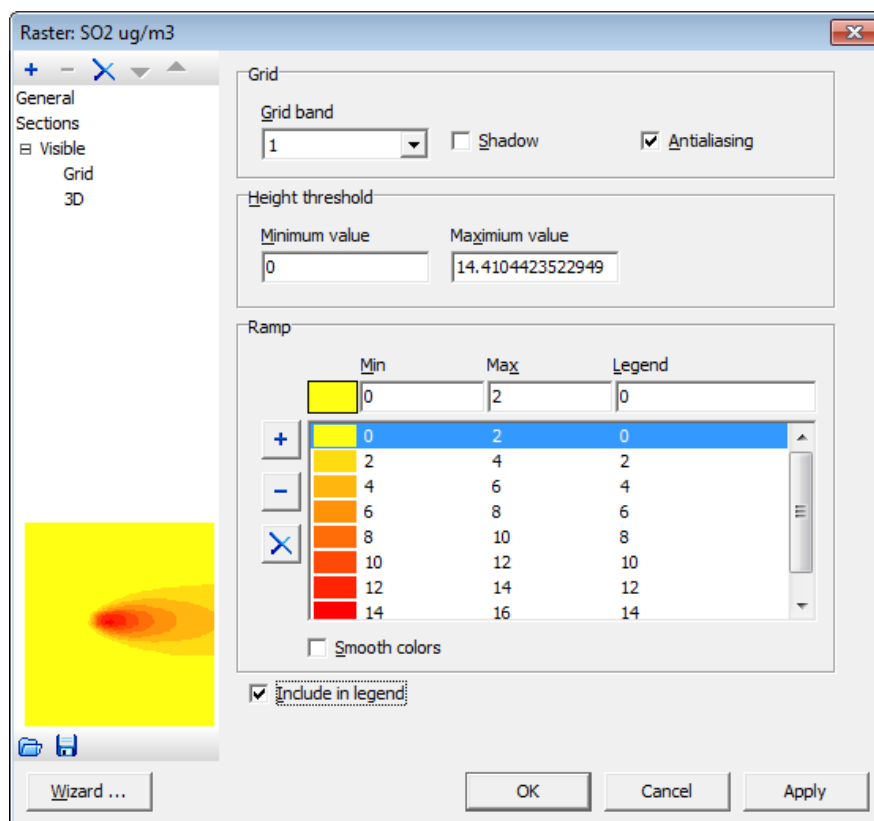 Raster: SO2 ug/m3
General
Sections
Visible
Grid
3D
Grid
Grid band
1
Shadow
Antialiasing
Height threshold
Minimum value
Maximium value
0
14.4104423522949
Ramp
Min Max Legend
0 2 0
0 2 0
2 4 2
4 6 4
6 8 6
8 10 8
10 12 10
12 14 12
14 16 14
Smooth colors
Include in legend
Wizard ...
OK
Cancel
Apply